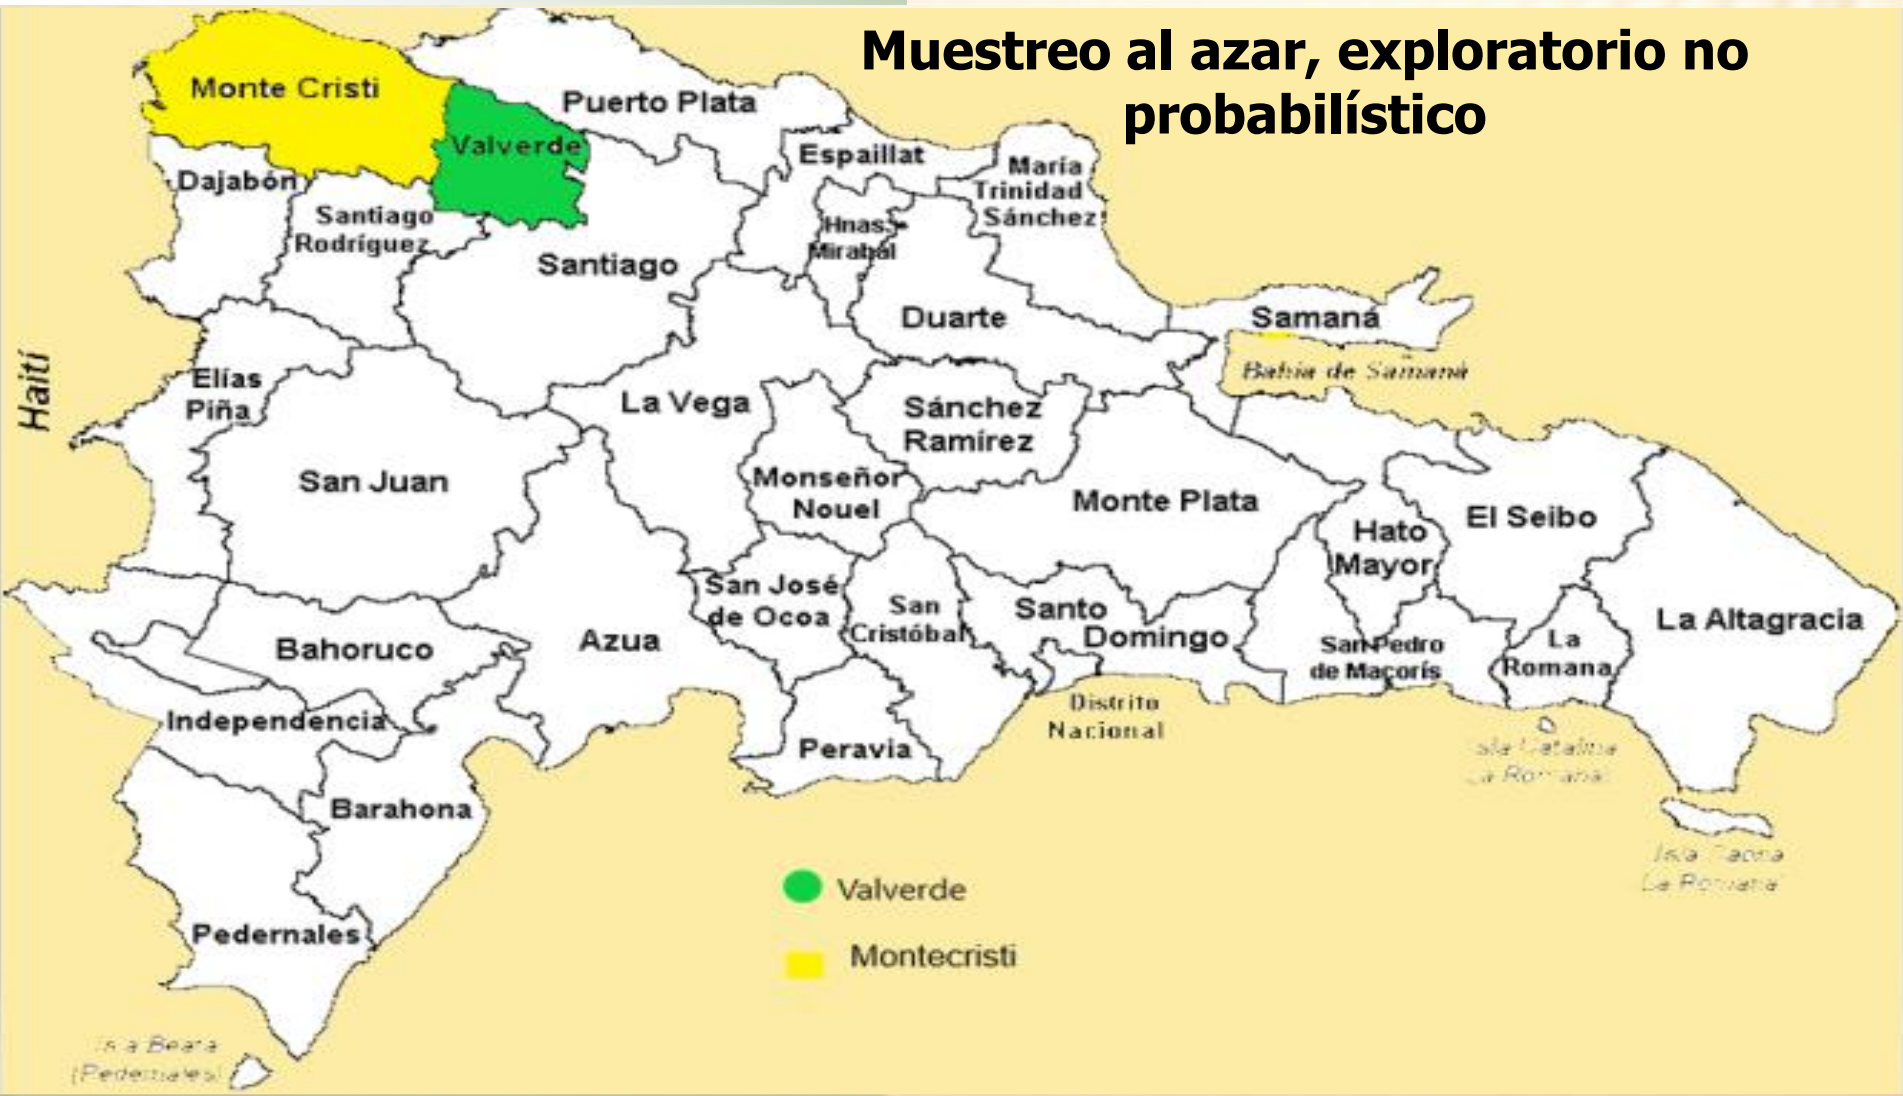 Muestreo al azar, exploratorio no
probabilístico
Monte Cristi
Puerto Plata
Valverde
Espaillat
María
Trinidad
Sánchez
Dajabón
Santiago
Rodríguez
Hnas.
Mirabal
Santiago
Duarte
Samaná
Haití
Bahia de Samaná
Elías
Piña
La Vega
Sánchez
Ramírez
San Juan
Monseñor
Nouel
Monte Plata
Hato
Mayor
El Seibo
San José
de Ocoa
San
Cristóbal
Santo
Domingo
La Altagracia
Bahoruco
Azua
San Pedro
de Macorís
La
Romana
Distrito
Nacional
Independencia
Peravia
Barahona
Pedernales
Valverde
Montecristi
Beata
(Pedernales)